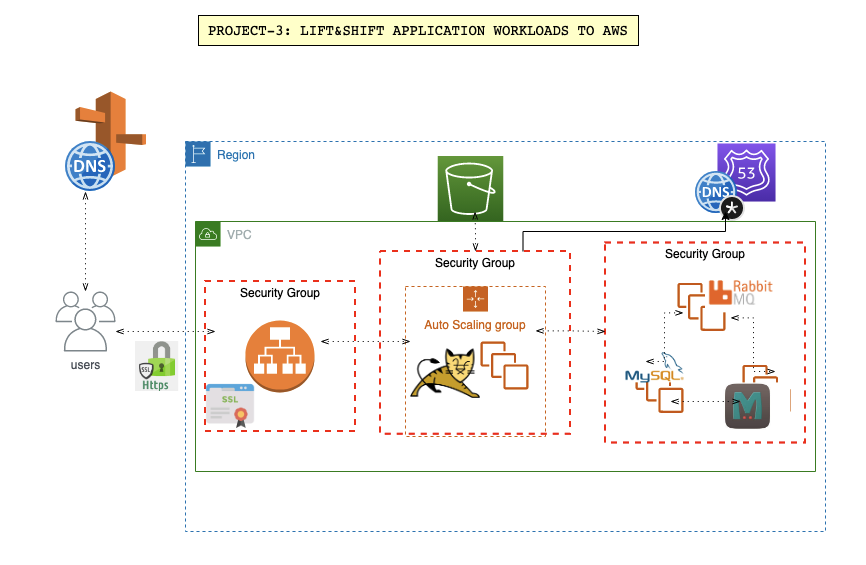 PROJECT-3: LIFT&SHIFT APPLICATION WORKLOADS TO AWS
DNS
Region
53
DNS
*
VPC
Security Group
Security Group
Security Group
Rabbit
MQ
Auto Scaling group
users
SSL
Https
SSL
MySQL
M